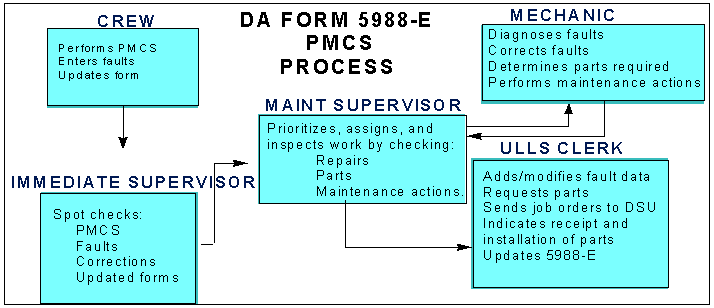 DA FORM 5988-E
PMCS
PROCESS
CREW
Performs PMCS
Enters faults
Updates form
IMMEDIATE SUPERVISOR
Spot checks:
PMCS
Faults
Corrections
Updated forms
MAINT SUPERVISOR
Prioritizes, assigns, and
inspects work by checking:
Repairs
Parts
Maintenance actions.
MECHANIC
Diagnoses faults
Corrects faults
Determines parts required
Performs maintenance actions
ULLS CLERK
Adds/modifies fault data
Requests parts
Sends job orders to DSU
Indicates receipt and
installation of parts
Updates 5988-E